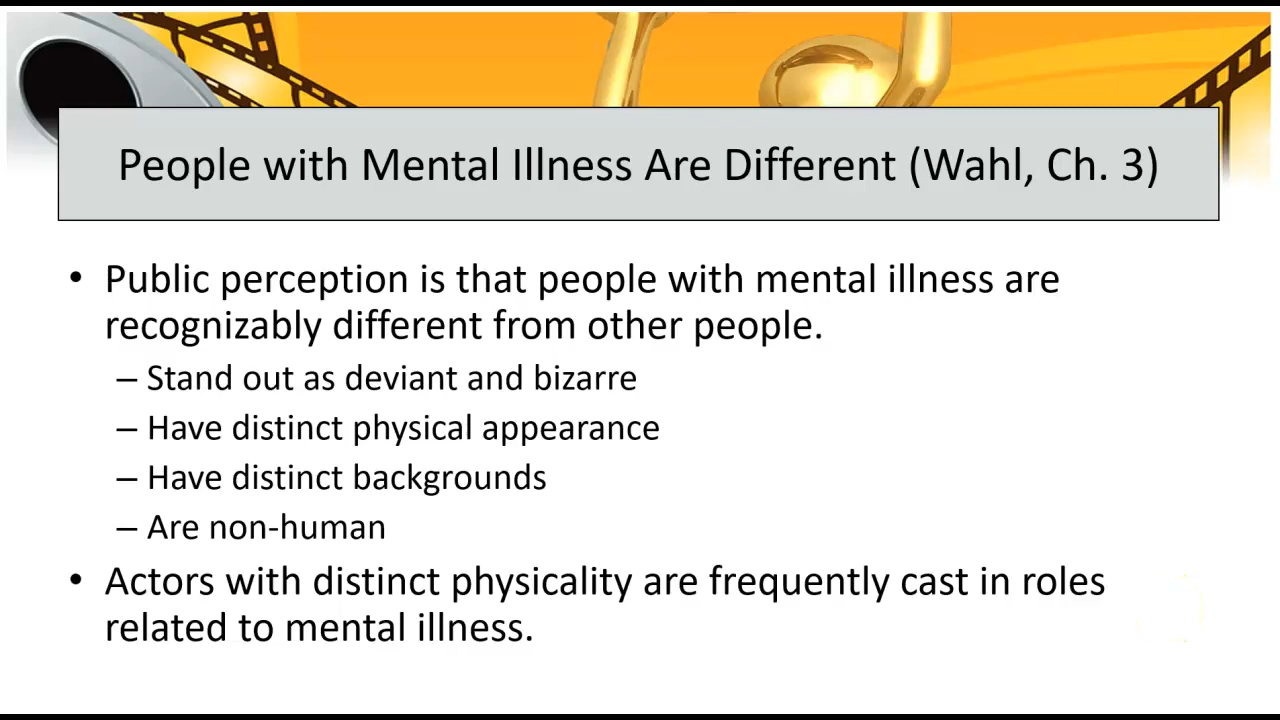 People with Mental Illness Are Different (Wahl, Ch. 3)
• Public perception is that people with mental illness are
recognizably different from other people.
– Stand out as deviant and bizarre
– Have distinct physical appearance
– Have distinct backgrounds
– Are non-human
• Actors with distinct physicality are frequently cast in roles
related to mental illness.